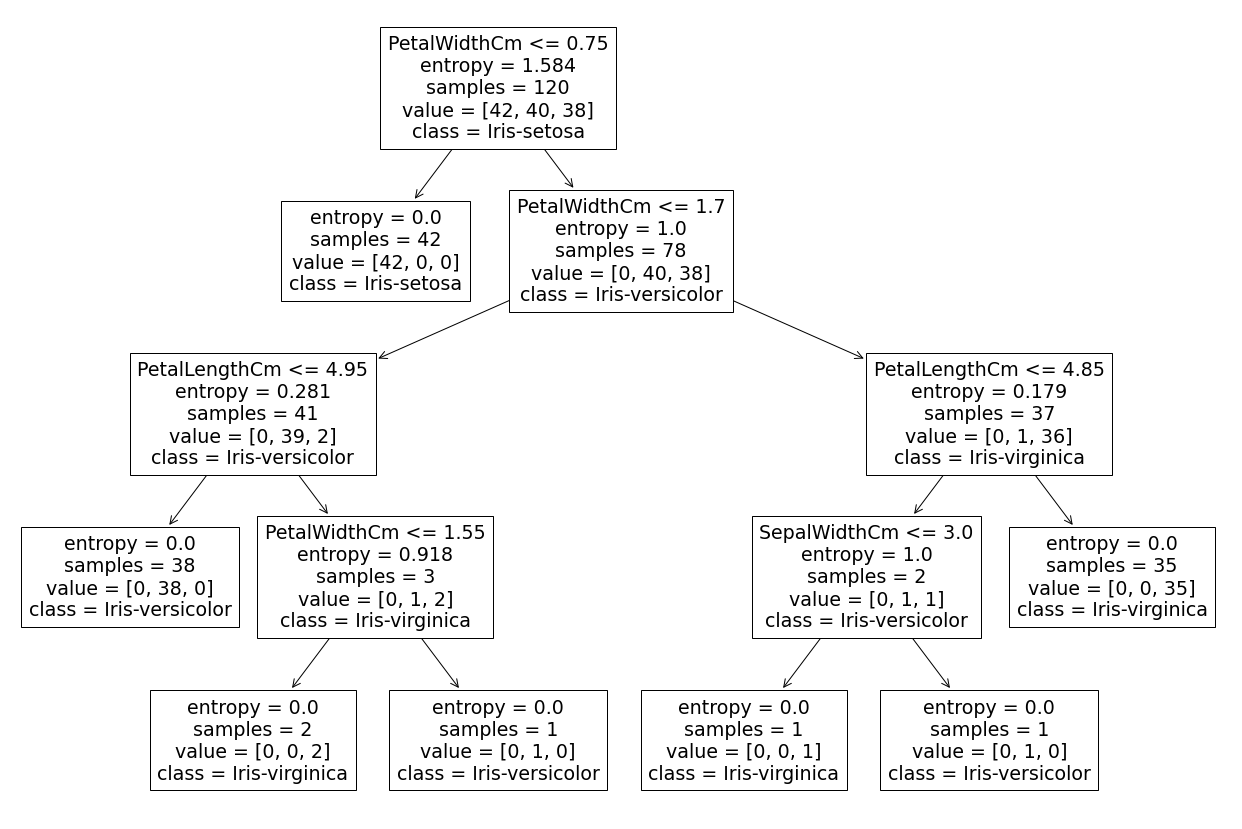 PetalWidthCm <= 0.75
entropy = 1.584
samples = 120
value = [42, 40, 38]
class = Iris-setosa
entropy = 0.0
samples = 42
value = [42, 0, 0]
class = Iris-setosa
PetalWidthCm <= 1.7
entropy = 1.0
samples = 78
value = [0, 40, 38]
class = Iris-versicolor
PetalLengthCm <= 4.95
entropy = 0.281
samples = 41
value = [0, 39, 2]
class = Iris-versicolor
PetalLengthCm <= 4.85
entropy = 0.179
samples = 37
value = [0, 1, 36]
class = Iris-virginica
entropy = 0.0
samples = 38
value = [0, 38, 0]
class = Iris-versicolor
PetalWidthCm <= 1.55
entropy = 0.918
samples = 3
value = [0, 1, 2]
class = Iris-virginica
SepalWidthCm <= 3.0
entropy = 1.0
samples = 2
value = [0, 1, 1]
class = Iris-versicolor
entropy = 0.0
samples = 35
value = [0, 0, 35]
class = Iris-virginica
entropy = 0.0
samples = 2
value = [0, 0, 2]
class = Iris-virginica
entropy = 0.0
samples = 1
value = [0, 1, 0]
class = Iris-versicolor
entropy = 0.0
samples = 1
value = [0, 0, 1]
class = Iris-virginica
entropy = 0.0
samples = 1
value = [0, 1, 0]
class = Iris-versicolor